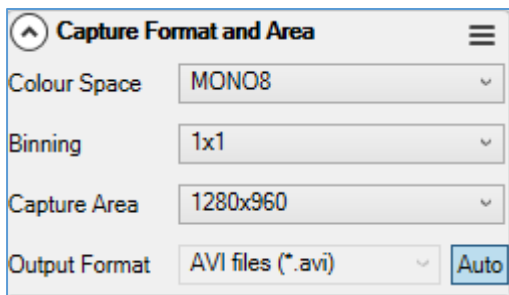 Capture Format and Area
Colour Space MONO8
Binning 1x1
Capture Area 1280x960
Output Format AVI files (*.avi) Auto